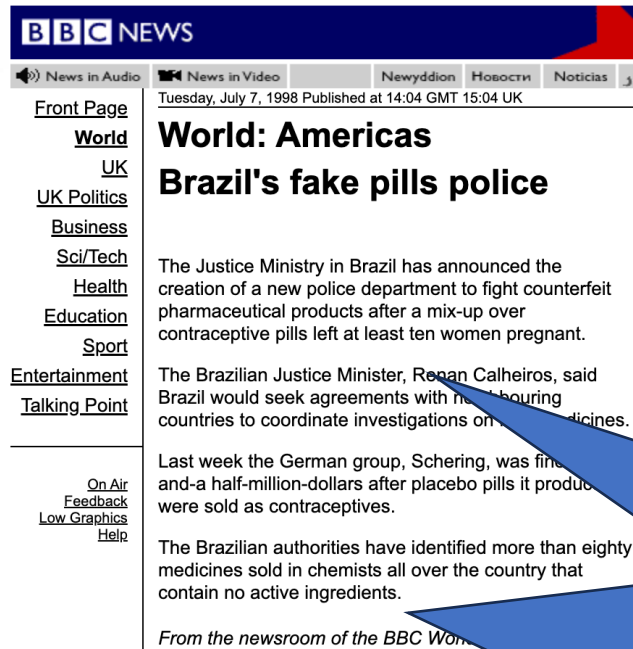 BBC NEWS
News in Audio News in Video Newyddion Новости Noticias
Tuesday, July 7, 1998 Published at 14:04 GMT 15:04 UK
Front Page
World
UK
UK Politics
Business
Sci/Tech
Health
Education
Sport
Entertainment
Talking Point
On Air
Feedback
Low Graphics
Help
World: Americas
Brazil's fake pills police
The Justice Ministry in Brazil has announced the
creation of a new police department to fight counterfeit
pharmaceutical products after a mix-up over
contraceptive pills left at least ten women pregnant.
The Brazilian Justice Minister, Renan Calheiros, said
Brazil would seek agreements with neighbouring
countries to coordinate investigations on medicines.
Last week the German group, Schering, was
and-a half-million-dollars after placebo pills it
were sold as contraceptives.
The Brazilian authorities have identified more than eighty
medicines sold in chemists all over the country that
contain no active ingredients.
From the newsroom of the BBC